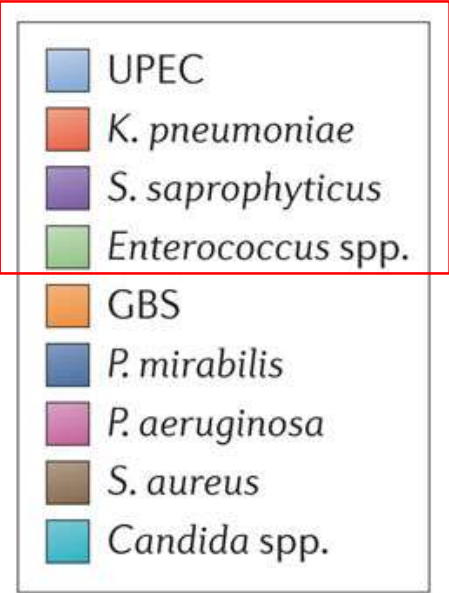 UPEC
K. pneumoniae
S. saprophyticus
Enterococcus spp.
GBS
P. mirabilis
P. aeruginosa
S. aureus
Candida spp.